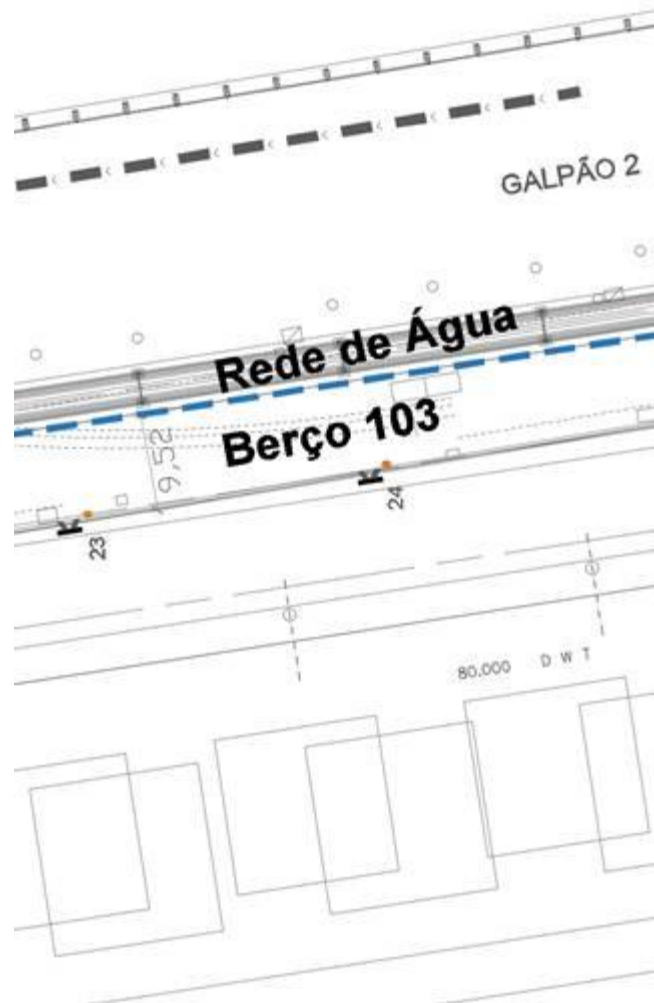 GALPÃO 2
Rede de Água
Berço 103
9,52
24
23
80.000 D W T